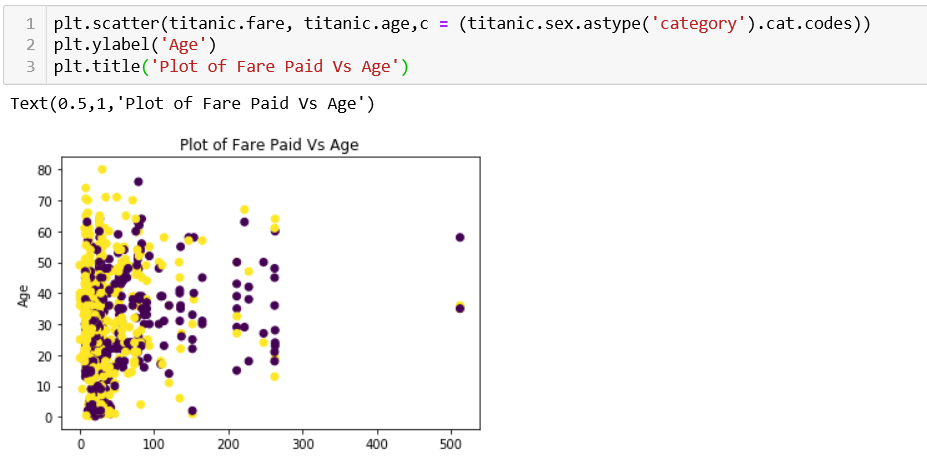 1 plt.scatter(titanic.fare, titanic.age,c = (titanic.sex.astype('category').cat.codes))
2 plt.ylabel('Age')
3 plt.title('Plot of Fare Paid Vs Age')
Text(0.5,1,'Plot of Fare Paid Vs Age')
Plot of Fare Paid Vs Age
80
70
60
50
40
30
20
10
0
Age
0 100 200 300 400 500